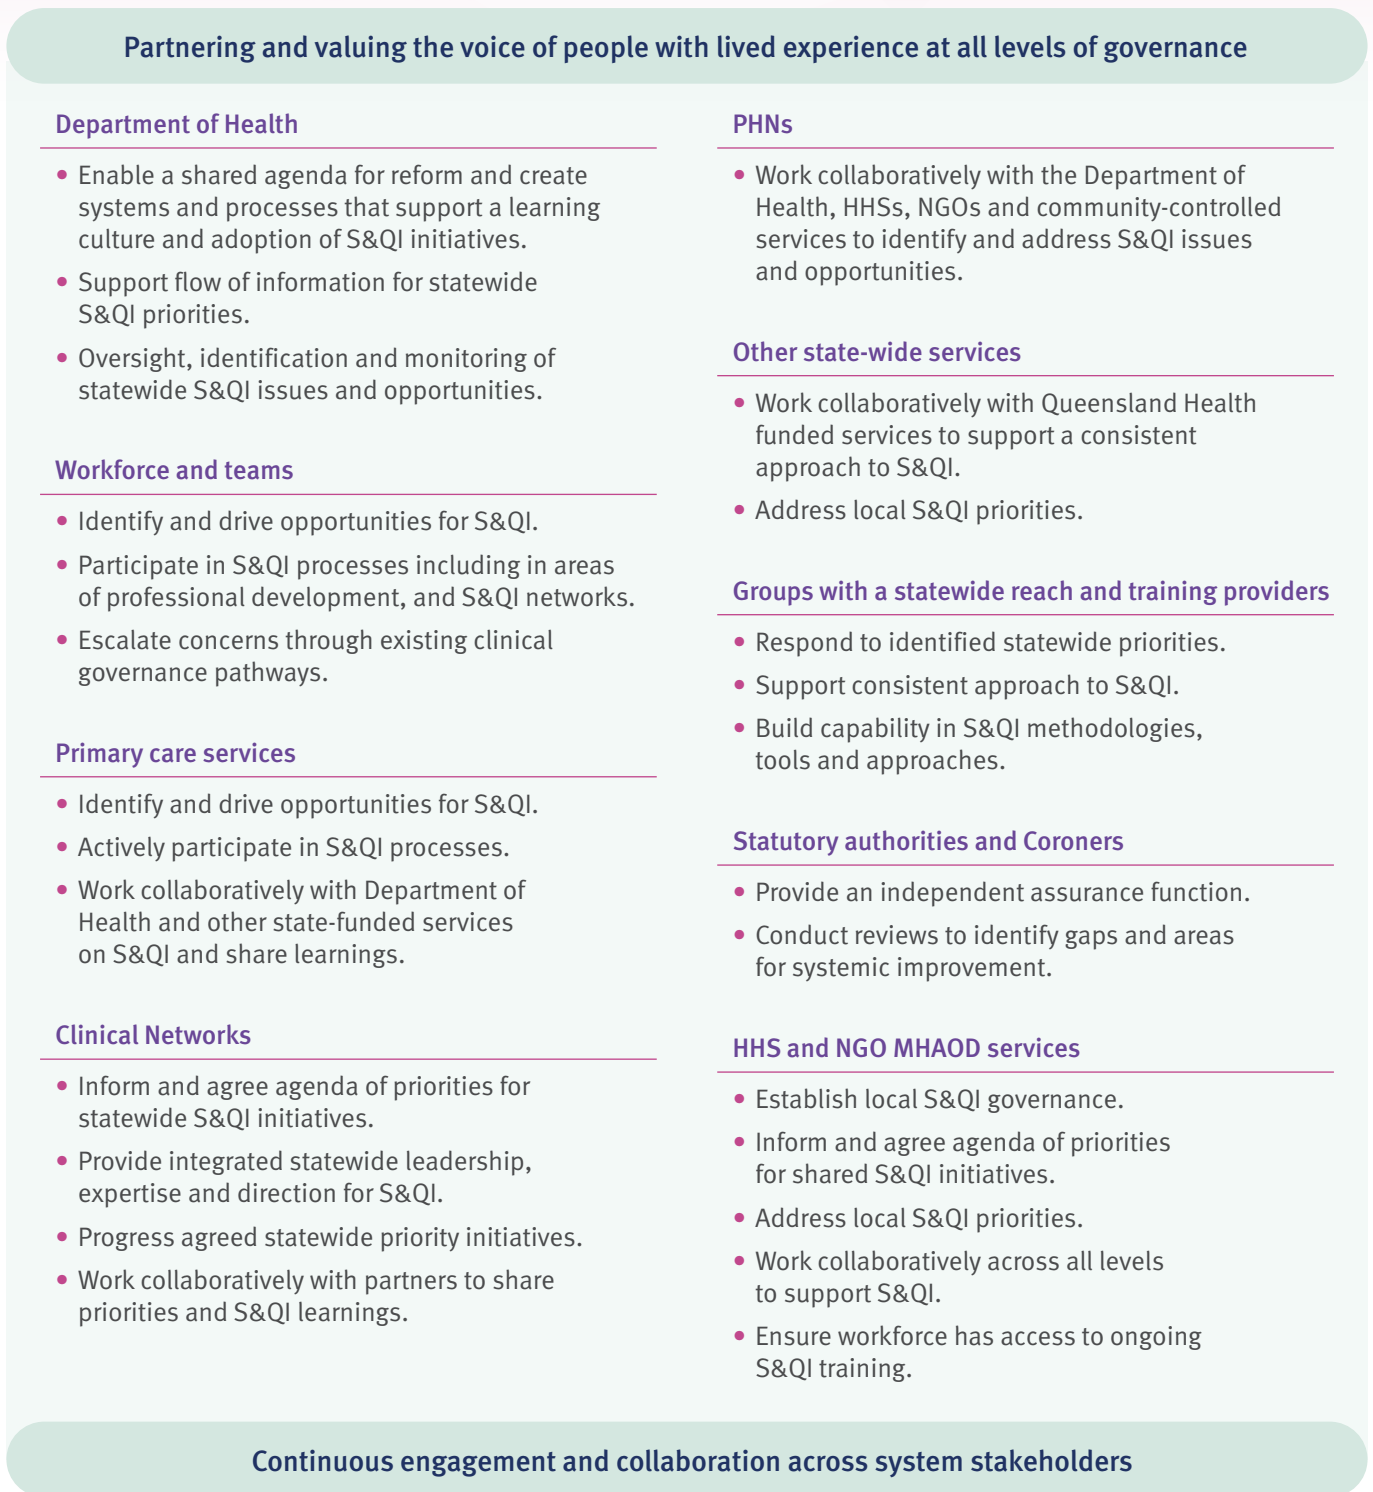 Partnering and valuing the voice of people with lived experience at all levels of governance
Department of Health
• Enable a shared agenda for reform and create
systems and processes that support a learning
culture and adoption of S&QI initiatives.
• Support flow of information for statewide
S&QI priorities.
• Oversight, identification and monitoring of
statewide S&QI issues and opportunities.
Workforce and teams
• Identify and drive opportunities for S&QI.
• Participate in S&QI processes including in areas
of professional development, and S&QI networks.
• Escalate concerns through existing clinical
governance pathways.
Primary care services
• Identify and drive opportunities for S&QI.
• Actively participate in S&QI processes.
• Work collaboratively with Department of
Health and other state-funded services
on S&QI and share learnings.
Clinical Networks
• Inform and agree agenda of priorities for
statewide S&QI initiatives.
• Provide integrated statewide leadership,
expertise and direction for S&QI.
• Progress agreed statewide priority initiatives.
• Work collaboratively with partners to share
priorities and S&QI learnings.
PHNs
• Work collaboratively with the Department of
Health, HHSs, NGOs and community-controlled
services to identify and address S&QI issues
and opportunities.
Other state-wide services
• Work collaboratively with Queensland Health
funded services to support a consistent
approach to S&QI.
• Address local S&QI priorities.
Groups with a statewide reach and training providers
• Respond to identified statewide priorities.
• Support consistent approach to S&QI.
• Build capability in S&QI methodologies,
tools and approaches.
Statutory authorities and Coroners
• Provide an independent assurance function.
• Conduct reviews to identify gaps and areas
for systemic improvement.
HHS and NGO MHAOD services
• Establish local S&QI governance.
• Inform and agree agenda of priorities
for shared S&QI initiatives.
• Address local S&QI priorities.
• Work collaboratively across all levels
to support S&QI.
• Ensure workforce has access to ongoing
S&QI training.
Continuous engagement and collaboration across system stakeholders